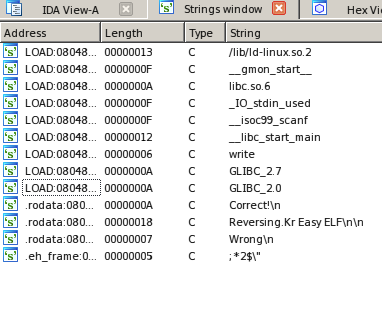 IDA View-A Strings window Hex Vi
Address Length Type String
LOAD:08048... 00000013 C /lib/ld-linux.so.2
LOAD:08048... 0000000F C __gmon_start__
LOAD:08048... 0000000A C libc.so.6
LOAD:08048... 0000000F C _IO_stdin_used
LOAD:08048... 0000000F C __isoc99_scanf
LOAD:08048... 00000012 C __libc_start_main
LOAD:08048... 00000006 C write
LOAD:08048... 0000000A C GLIBC_2.7
LOAD:08048... 0000000A C GLIBC_2.0
.rodata:080... 0000000A C Correct!\n
.rodata:080... 00000018 C Reversing.Kr Easy ELF\n\n
.rodata:080... 00000007 C Wrong\n
.eh_frame:0... 00000005 C ;*2$\"